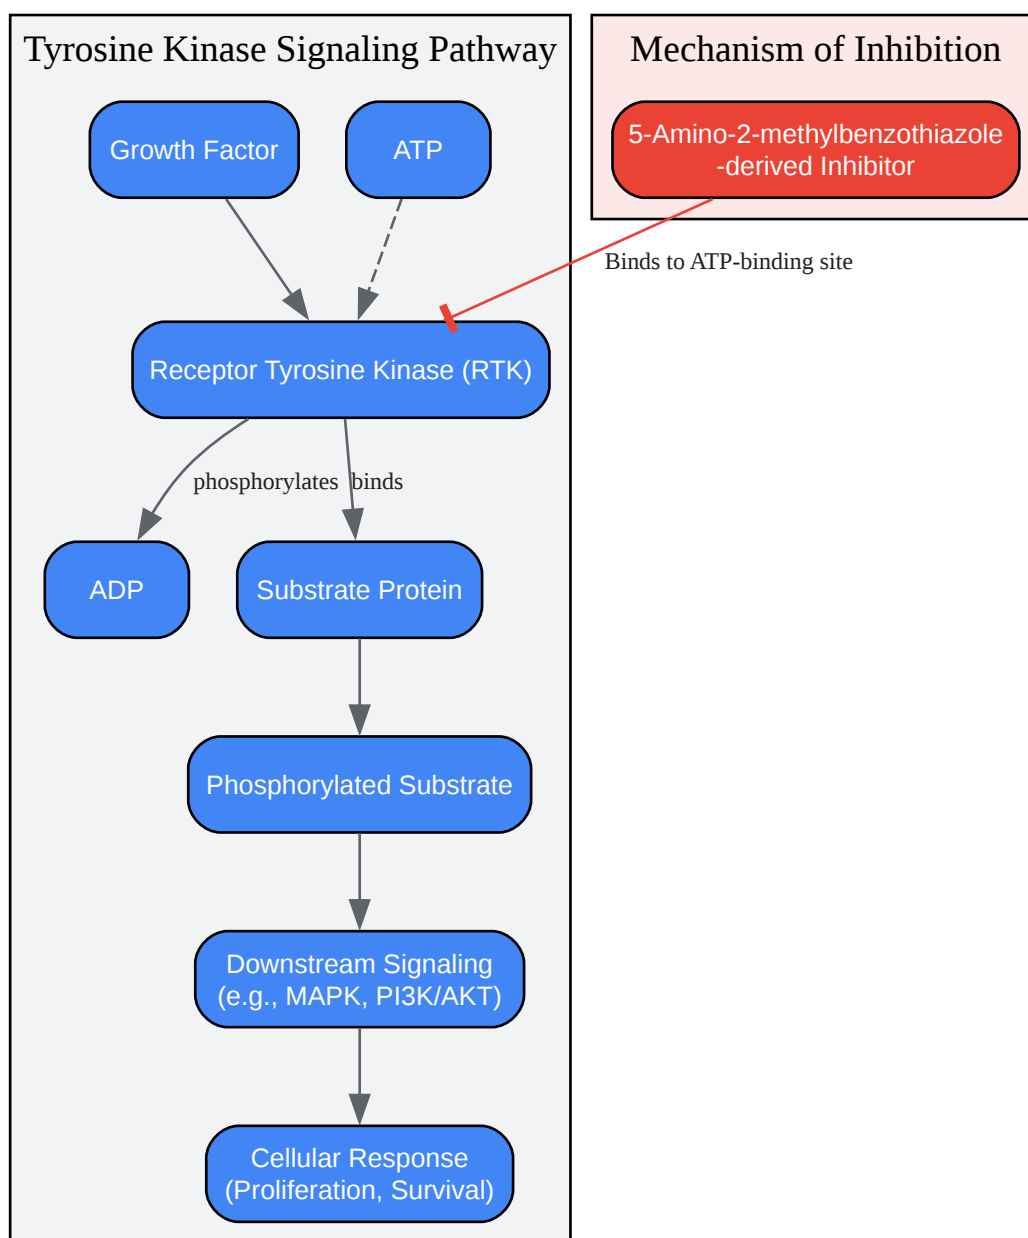 Tyrosine Kinase Signaling Pathway
Mechanism of Inhibition
Growth Factor
ATP
5-Amino-2-methylbenzothiazole
-derived Inhibitor
Binds to ATP-binding site
Receptor Tyrosine Kinase (RTK)
phosphorylates
binds
ADP
Substrate Protein
Phosphorylated Substrate
Downstream Signaling
(e.g., MAPK, PI3K/AKT)
Cellular Response
(Proliferation, Survival)